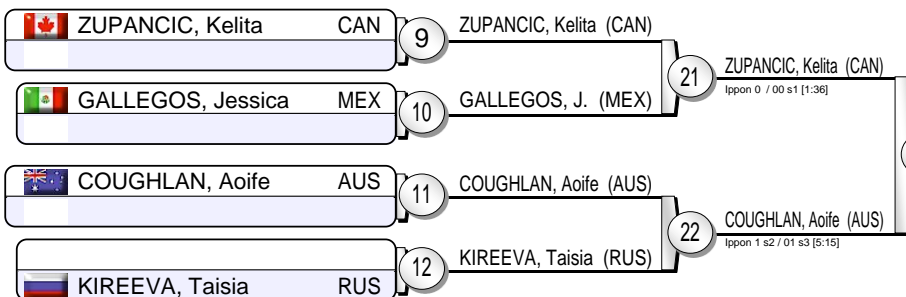 ZUPANCIC, Kelita CAN
9
ZUPANCIC, Kelita (CAN)
GALLEGOS, Jessica MEX
10
GALLEGOS, J. (MEX)
21
ZUPANCIC, Kelita (CAN)
Ippon 0 / 00 s1 [1:36]
COUGHLAN, Aoife AUS
11
COUGHLAN, Aoife (AUS)
KIREEVA, Taisia RUS
12
KIREEVA, Taisia (RUS)
22
COUGHLAN, Aoife (AUS)
Ippon 1 s2 / 01 s3 [5:15]